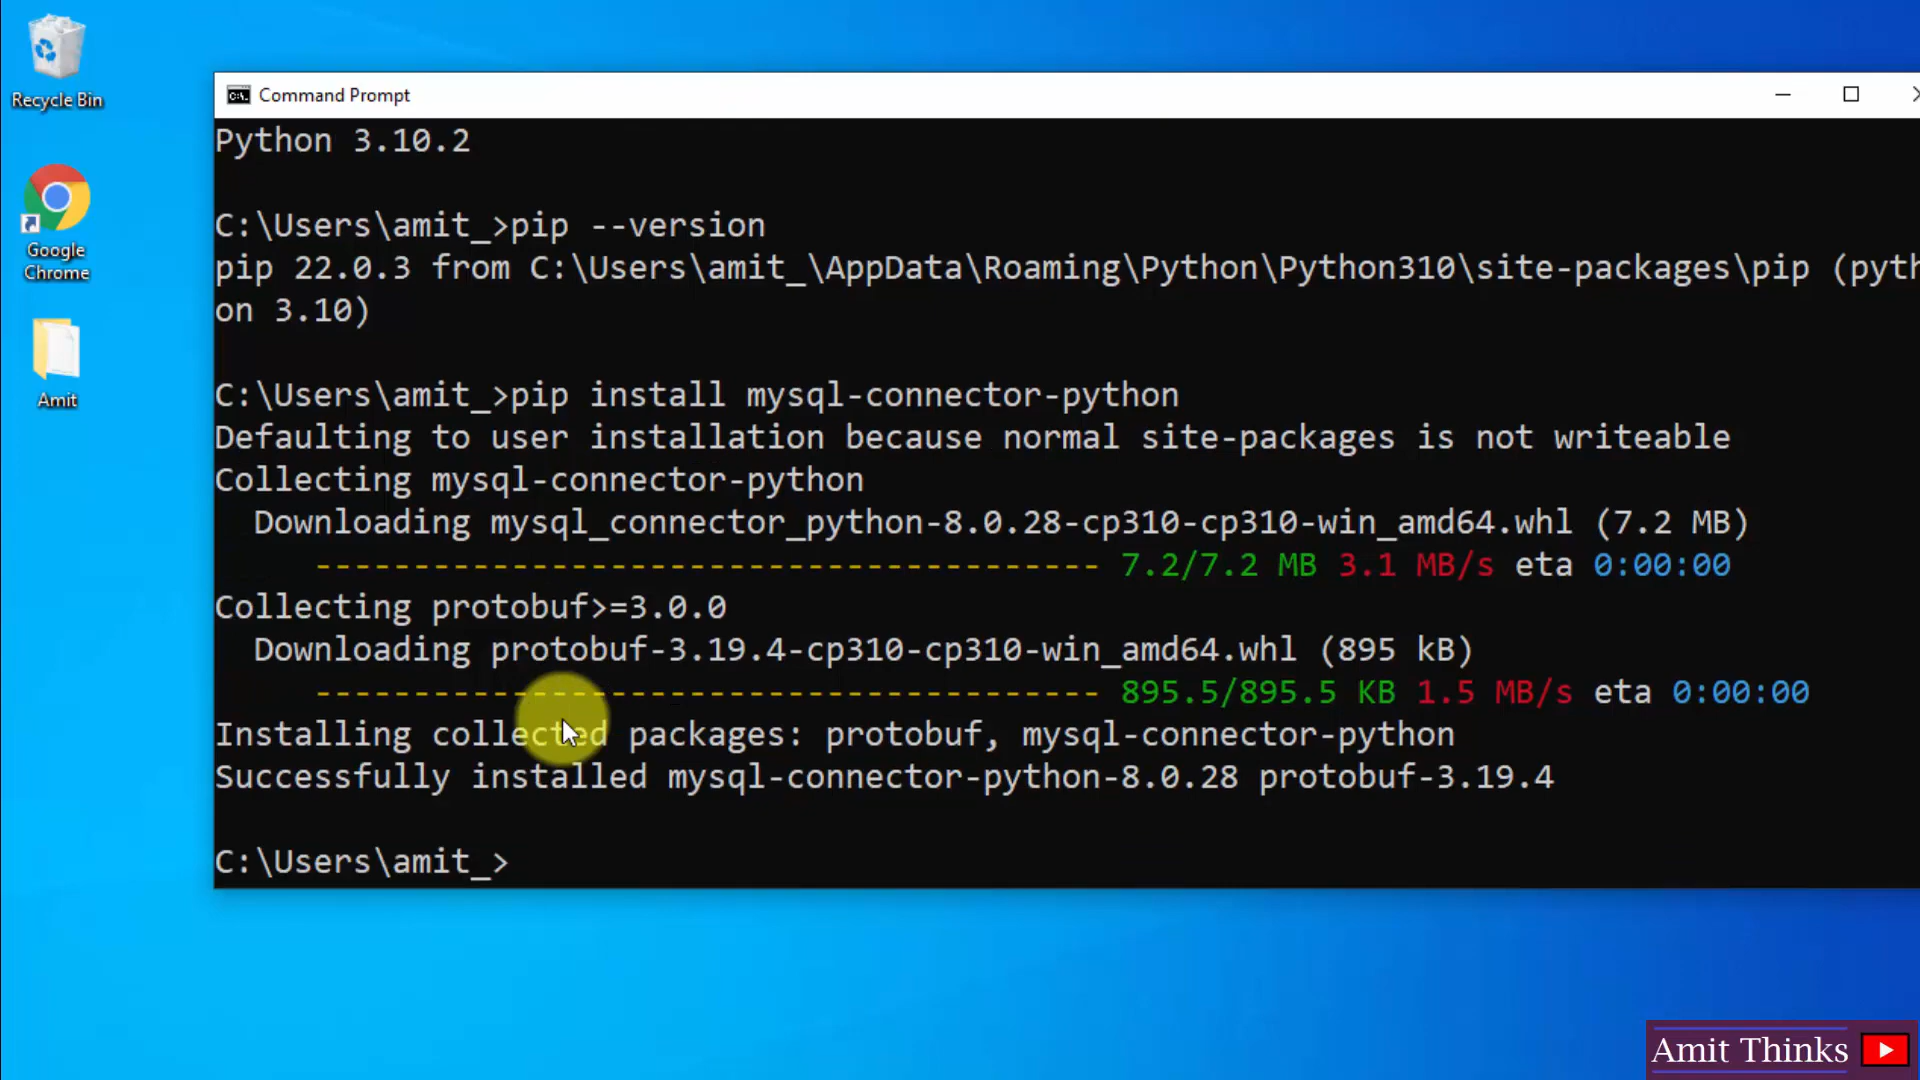 Recycle Bin
Google
Chrome
Amit
Command Prompt
Python 3.10.2
C:\Users\amit_>pip --version
pip 22.0.3 from C:\Users\amit_\AppData\Roaming\Python\Python310\site-packages\pip (pyth
on 3.10)
C:\Users\amit_>pip install mysql-connector-python
Defaulting to user installation because normal site-packages is not writeable
Collecting mysql-connector-python
  Downloading mysql_connector_python-8.0.28-cp310-cp310-win_amd64.whl (7.2 MB)
     ---------------------------------------- 7.2/7.2 MB 3.1 MB/s eta 0:00:00
Collecting protobuf>=3.0.0
  Downloading protobuf-3.19.4-cp310-cp310-win_amd64.whl (895 kB)
     ---------------------------------------- 895.5/895.5 KB 1.5 MB/s eta 0:00:00
Installing collected packages: protobuf, mysql-connector-python
Successfully installed mysql-connector-python-8.0.28 protobuf-3.19.4
C:\Users\amit_>
Amit Thinks